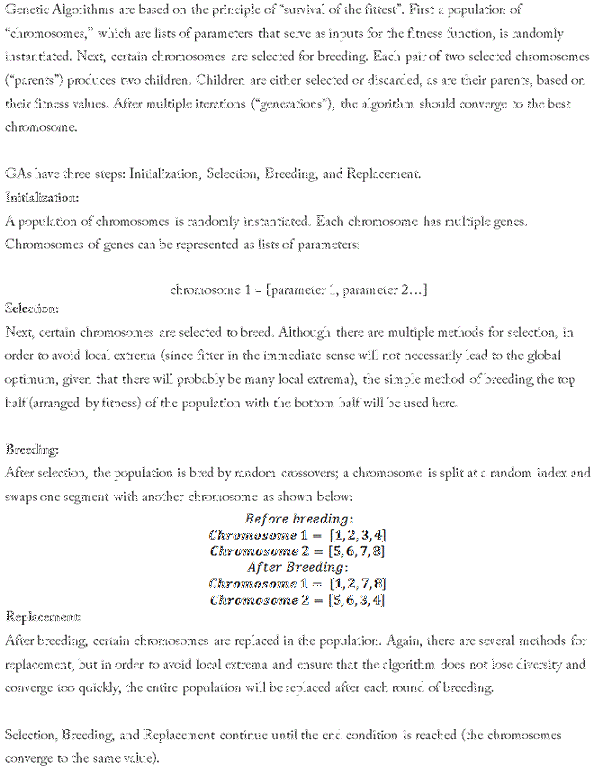 Genetic Algorithms are based on the principle of “survival of the fittest”. First a population of
“chromosomes,” which are lists of parameters that serve as inputs for the fitness function, is randomly
instantiated. Next, certain chromosomes are selected for breeding. Each pair of two selected chromosomes
(“parents”) produces two children. Children are either selected or discarded, as are their parents, based on
their fitness values. After multiple iterations (“generations”), the algorithm should converge to the best
chromosome.
GAs have three steps: Initialization, Selection, Breeding, and Replacement.
Initialization:
A population of chromosomes is randomly instantiated. Each chromosome has multiple genes.
Chromosomes of genes can be represented as lists of parameters:
chromosome 1 = [parameter 1, parameter 2…]
Selection:
Next, certain chromosomes are selected to breed. Although there are multiple methods for selection, in
order to avoid local extrema (since fitter in the immediate sense will not necessarily lead to the global
optimum, given that there will probably be many local extrema), the simple method of breeding the top
half (arranged by fitness) of the population with the bottom half will be used here.
Breeding:
After selection, the population is bred by random crossovers; a chromosome is split at a random index and
swaps one segment with another chromosome as shown below:
Before breeding:
Chromosome 1 = [1,2,3,4]
Chromosome 2 = [5,6,7,8]
After Breeding:
Chromosome 1 = [1,2,7,8]
Chromosome 2 = [5,6,3,4]
Replacement:
After breeding, certain chromosomes are replaced in the population. Again, there are several methods for
replacement, but in order to avoid local extrema and ensure that the algorithm does not lose diversity and
converge too quickly, the entire population will be replaced after each round of breeding.
Selection, Breeding, and Replacement continue until the end condition is reached (the chromosomes
converge to the same value).